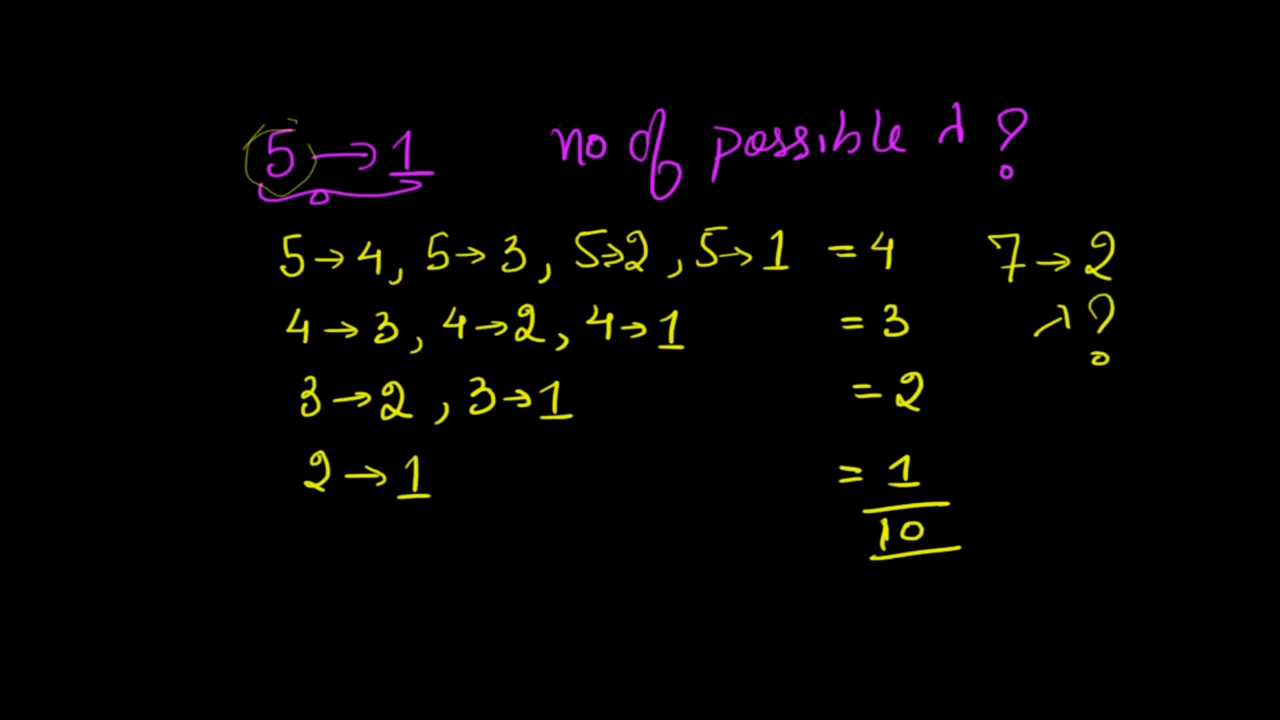 5 → 1 no of possible λ ?
5 → 4, 5 → 3, 5 → 2, 5 → 1 = 4 7 → 2
4 → 3, 4 → 2, 4 → 1 = 3 λ ?
3 → 2, 3 → 1 = 2
2 → 1 = 1
10